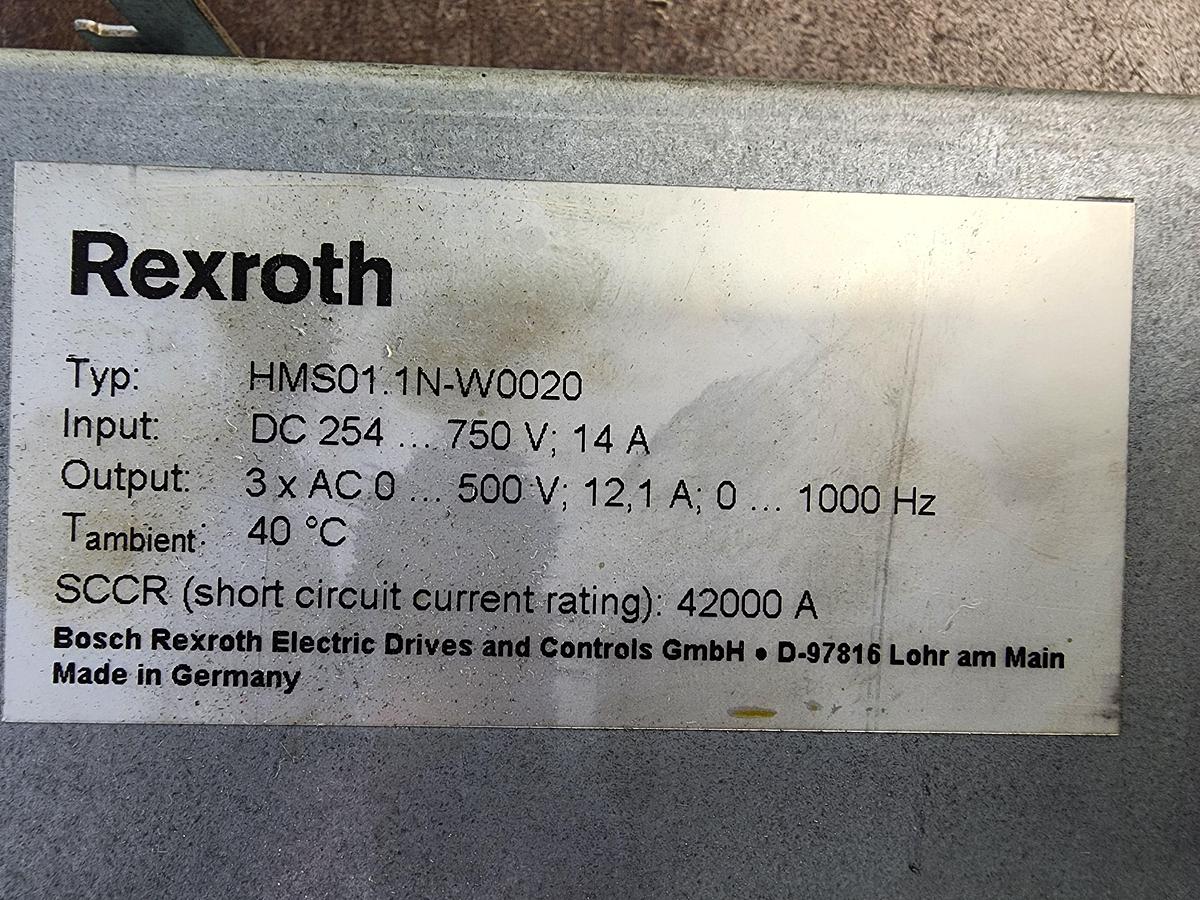 Rexroth
Typ: HMS01.1N-W0020
Input: DC 254 ... 750 V; 14 A
Output: 3 x AC 0 ... 500 V; 12,1 A; 0 ... 1000 Hz
Tambient: 40 °C
SCCR (short circuit current rating): 42000 A
Bosch Rexroth Electric Drives and Controls GmbH • D-97816 Lohr am Main
Made in Germany